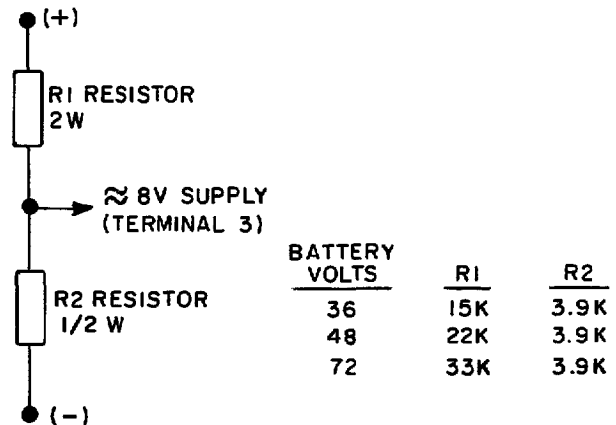 (+)
R1 RESISTOR
2W
≈ 8V SUPPLY
(TERMINAL 3)
R2 RESISTOR
1/2 W
(-)
BATTERY
VOLTS R1 R2
36 15K 3.9K
48 22K 3.9K
72 33K 3.9K